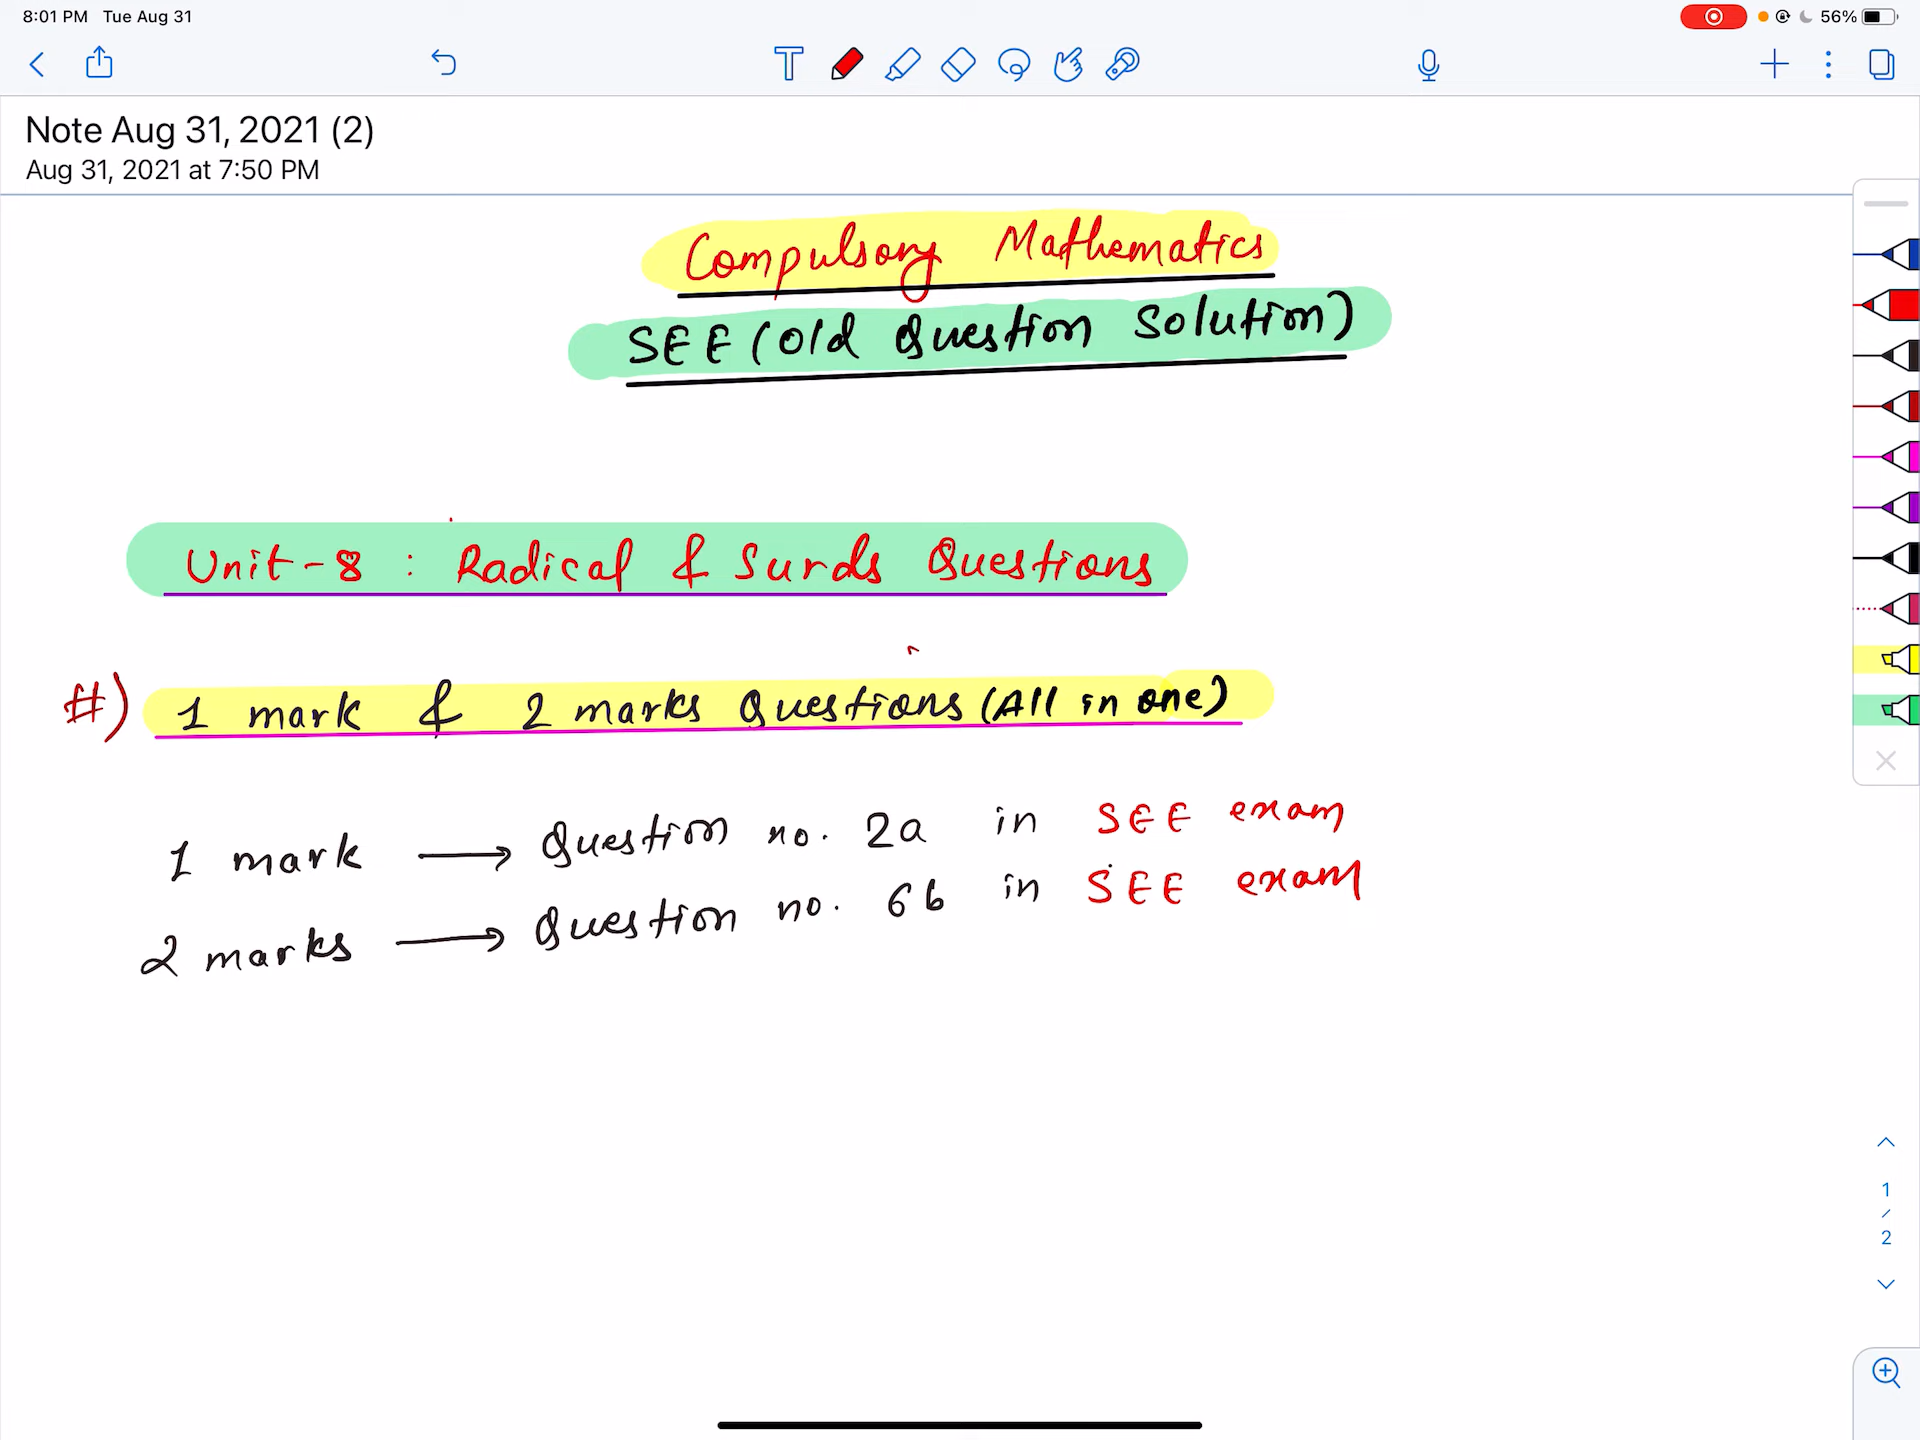 8:01 PM Tue Aug 31
56%
Note Aug 31, 2021 (2)
Aug 31, 2021 at 7:50 PM
Compulsory Mathematics
SEE (Old Question Solution)
Unit-8 : Radical & Surds Questions
#) 1 mark & 2 marks Questions (All in one)
1 mark → Question no. 2a in SEE exam
2 marks → Question no. 6b in SEE exam
1
/
2